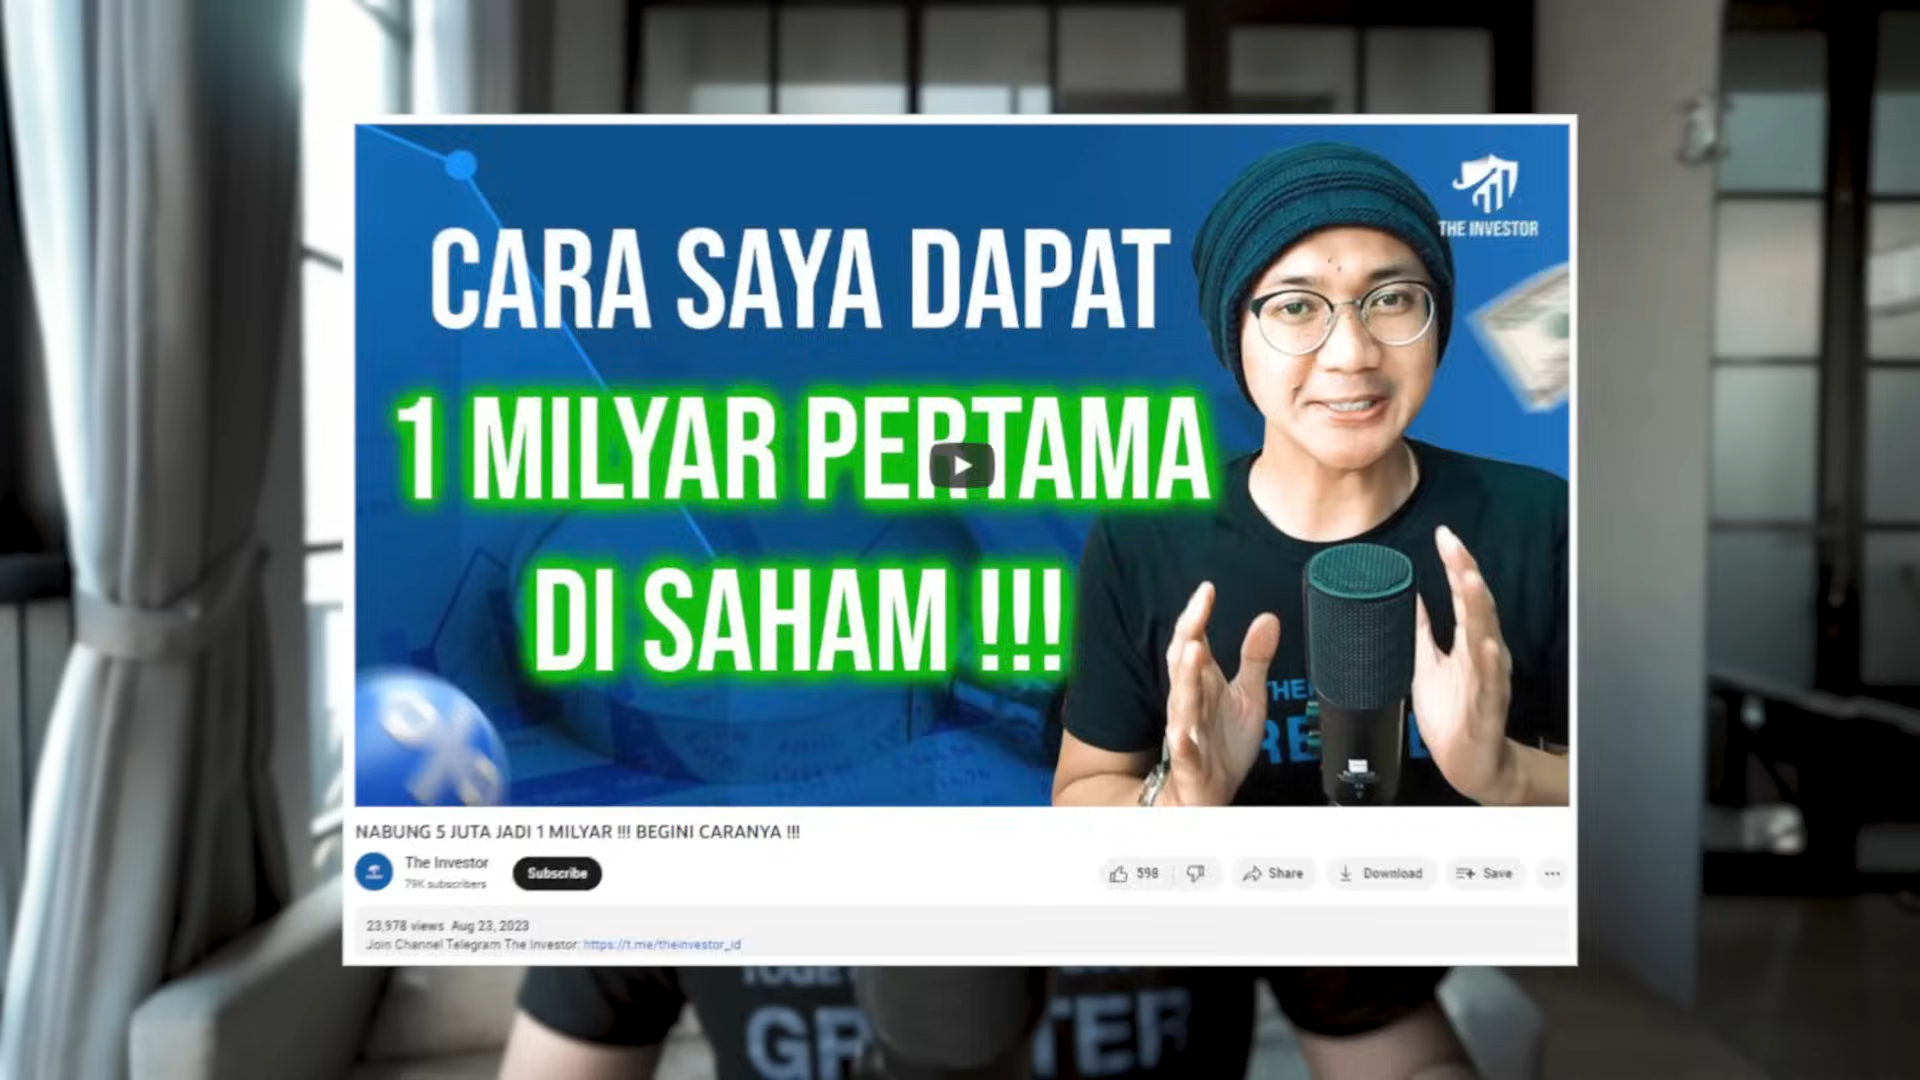 THE INVESTOR
CARA SAYA DAPAT
1 MILYAR PERTAMA
DI SAHAM !!!
THE
NABUNG 5 JUTA JADI 1 MILYAR !!! BEGINI CARANYA !!!
The Investor
79K subscribers
Subscribe
598
Share
Download
Save
23,978 views Aug 23, 2023
Join Channel Telegram The Investor: https://t.me/theinvestor_id